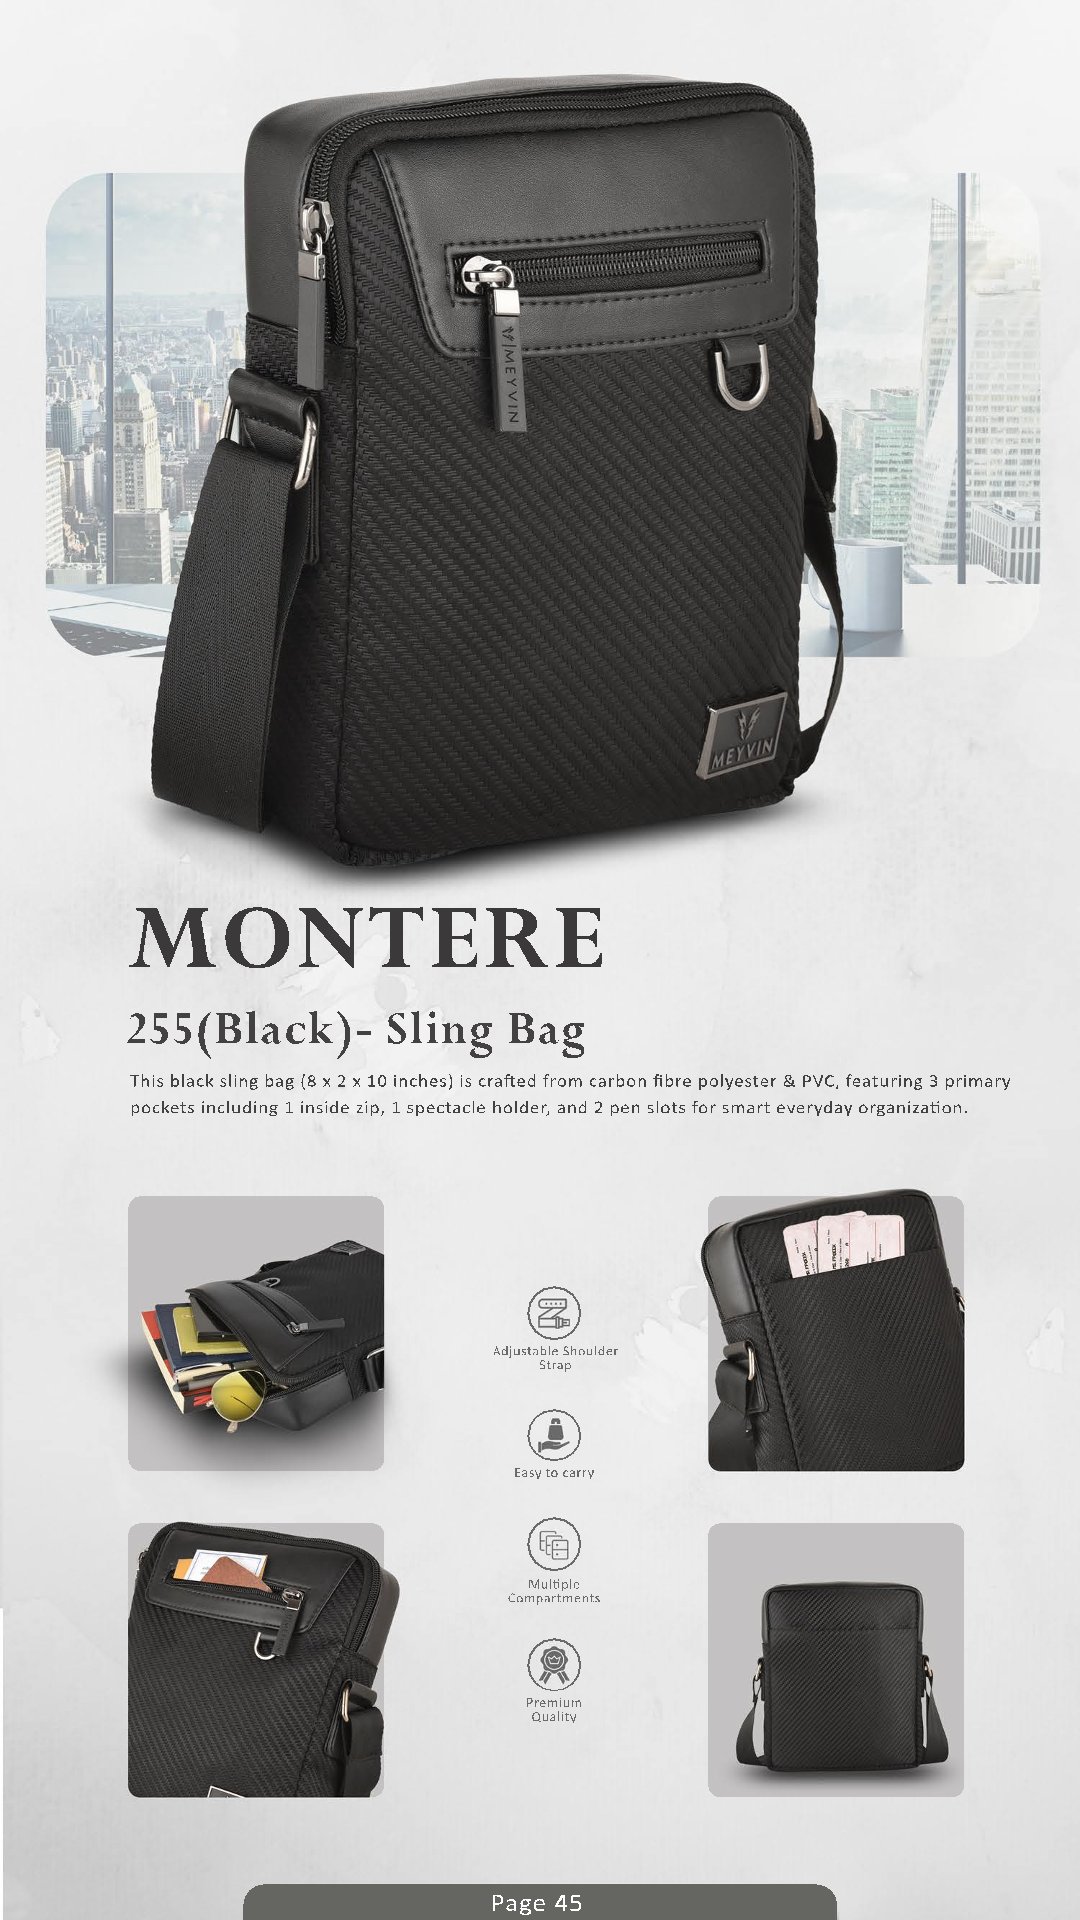 MEYVIN
MEYVIN
MONTERE
255(Black)- Sling Bag
This black sling bag (8 x 2 x 10 inches) is crafted from carbon fibre polyester & PVC, featuring 3 primary
pockets including 1 inside zip, 1 spectacle holder, and 2 pen slots for smart everyday organization.
Adjustable Shoulder
Strap
Easy to carry
Multiple
Compartments
Premium
Quality
Page 45